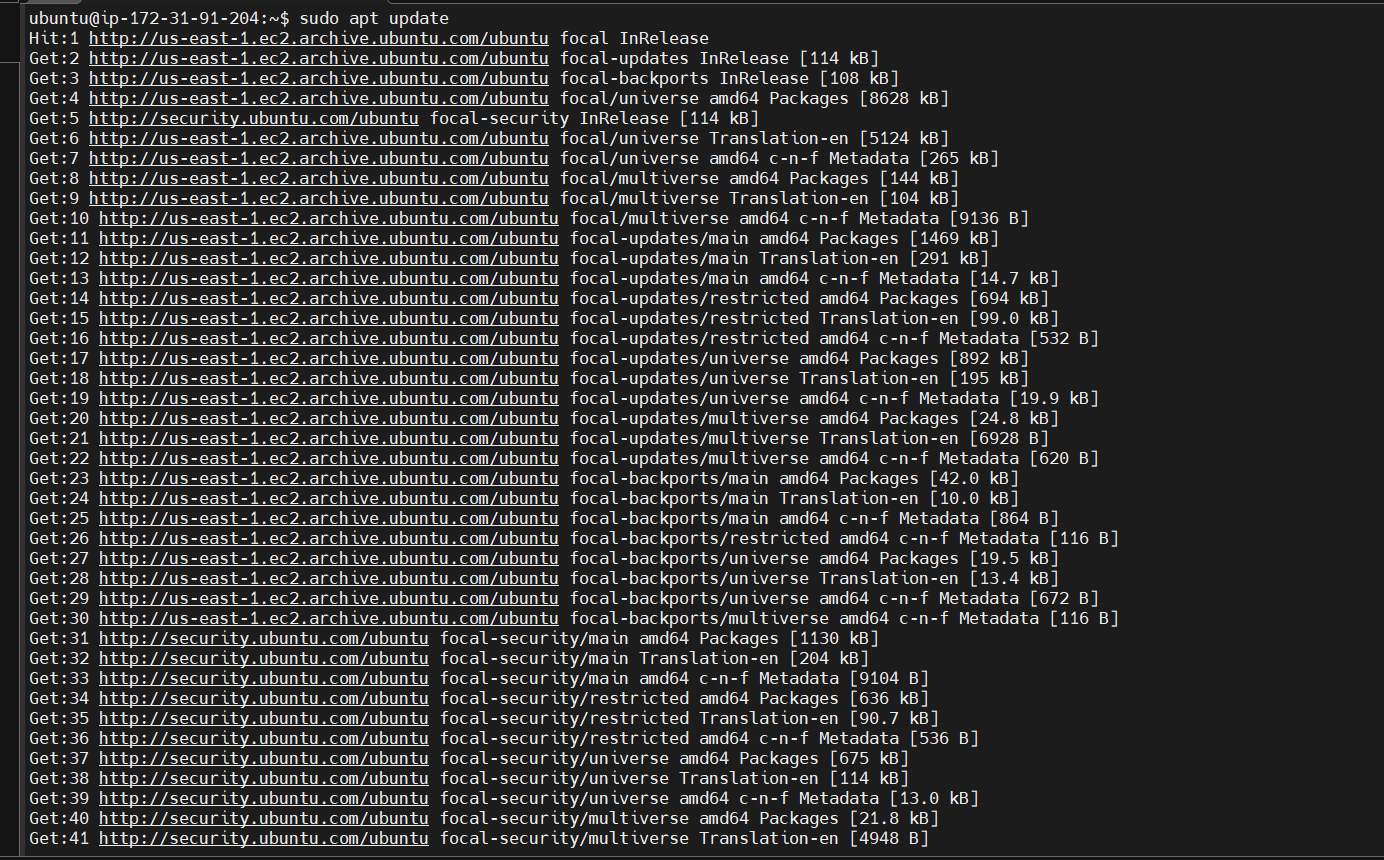 ubuntu@ip-172-31-91-204:~$ sudo apt update
Hit:1 http://us-east-1.ec2.archive.ubuntu.com/ubuntu focal InRelease
Get:2 http://us-east-1.ec2.archive.ubuntu.com/ubuntu focal-updates InRelease [114 kB]
Get:3 http://us-east-1.ec2.archive.ubuntu.com/ubuntu focal-backports InRelease [108 kB]
Get:4 http://us-east-1.ec2.archive.ubuntu.com/ubuntu focal/universe amd64 Packages [8628 kB]
Get:5 http://security.ubuntu.com/ubuntu focal-security InRelease [114 kB]
Get:6 http://us-east-1.ec2.archive.ubuntu.com/ubuntu focal/universe Translation-en [5124 kB]
Get:7 http://us-east-1.ec2.archive.ubuntu.com/ubuntu focal/universe amd64 c-n-f Metadata [265 kB]
Get:8 http://us-east-1.ec2.archive.ubuntu.com/ubuntu focal/multiverse amd64 Packages [144 kB]
Get:9 http://us-east-1.ec2.archive.ubuntu.com/ubuntu focal/multiverse Translation-en [104 kB]
Get:10 http://us-east-1.ec2.archive.ubuntu.com/ubuntu focal/multiverse amd64 c-n-f Metadata [9136 B]
Get:11 http://us-east-1.ec2.archive.ubuntu.com/ubuntu focal-updates/main amd64 Packages [1469 kB]
Get:12 http://us-east-1.ec2.archive.ubuntu.com/ubuntu focal-updates/main Translation-en [291 kB]
Get:13 http://us-east-1.ec2.archive.ubuntu.com/ubuntu focal-updates/main amd64 c-n-f Metadata [14.7 kB]
Get:14 http://us-east-1.ec2.archive.ubuntu.com/ubuntu focal-updates/restricted amd64 Packages [694 kB]
Get:15 http://us-east-1.ec2.archive.ubuntu.com/ubuntu focal-updates/restricted Translation-en [99.0 kB]
Get:16 http://us-east-1.ec2.archive.ubuntu.com/ubuntu focal-updates/restricted amd64 c-n-f Metadata [532 B]
Get:17 http://us-east-1.ec2.archive.ubuntu.com/ubuntu focal-updates/universe amd64 Packages [892 kB]
Get:18 http://us-east-1.ec2.archive.ubuntu.com/ubuntu focal-updates/universe Translation-en [195 kB]
Get:19 http://us-east-1.ec2.archive.ubuntu.com/ubuntu focal-updates/universe amd64 c-n-f Metadata [19.9 kB]
Get:20 http://us-east-1.ec2.archive.ubuntu.com/ubuntu focal-updates/multiverse amd64 Packages [24.8 kB]
Get:21 http://us-east-1.ec2.archive.ubuntu.com/ubuntu focal-updates/multiverse Translation-en [6928 B]
Get:22 http://us-east-1.ec2.archive.ubuntu.com/ubuntu focal-updates/multiverse amd64 c-n-f Metadata [620 B]
Get:23 http://us-east-1.ec2.archive.ubuntu.com/ubuntu focal-backports/main amd64 Packages [42.0 kB]
Get:24 http://us-east-1.ec2.archive.ubuntu.com/ubuntu focal-backports/main Translation-en [10.0 kB]
Get:25 http://us-east-1.ec2.archive.ubuntu.com/ubuntu focal-backports/main amd64 c-n-f Metadata [864 B]
Get:26 http://us-east-1.ec2.archive.ubuntu.com/ubuntu focal-backports/restricted amd64 c-n-f Metadata [116 B]
Get:27 http://us-east-1.ec2.archive.ubuntu.com/ubuntu focal-backports/universe amd64 Packages [19.5 kB]
Get:28 http://us-east-1.ec2.archive.ubuntu.com/ubuntu focal-backports/universe Translation-en [13.4 kB]
Get:29 http://us-east-1.ec2.archive.ubuntu.com/ubuntu focal-backports/universe amd64 c-n-f Metadata [672 B]
Get:30 http://us-east-1.ec2.archive.ubuntu.com/ubuntu focal-backports/multiverse amd64 c-n-f Metadata [116 B]
Get:31 http://security.ubuntu.com/ubuntu focal-security/main amd64 Packages [1130 kB]
Get:32 http://security.ubuntu.com/ubuntu focal-security/main Translation-en [204 kB]
Get:33 http://security.ubuntu.com/ubuntu focal-security/main amd64 c-n-f Metadata [9104 B]
Get:34 http://security.ubuntu.com/ubuntu focal-security/restricted amd64 Packages [636 kB]
Get:35 http://security.ubuntu.com/ubuntu focal-security/restricted Translation-en [90.7 kB]
Get:36 http://security.ubuntu.com/ubuntu focal-security/restricted amd64 c-n-f Metadata [536 B]
Get:37 http://security.ubuntu.com/ubuntu focal-security/universe amd64 Packages [675 kB]
Get:38 http://security.ubuntu.com/ubuntu focal-security/universe Translation-en [114 kB]
Get:39 http://security.ubuntu.com/ubuntu focal-security/universe amd64 c-n-f Metadata [13.0 kB]
Get:40 http://security.ubuntu.com/ubuntu focal-security/multiverse amd64 Packages [21.8 kB]
Get:41 http://security.ubuntu.com/ubuntu focal-security/multiverse Translation-en [4948 B]